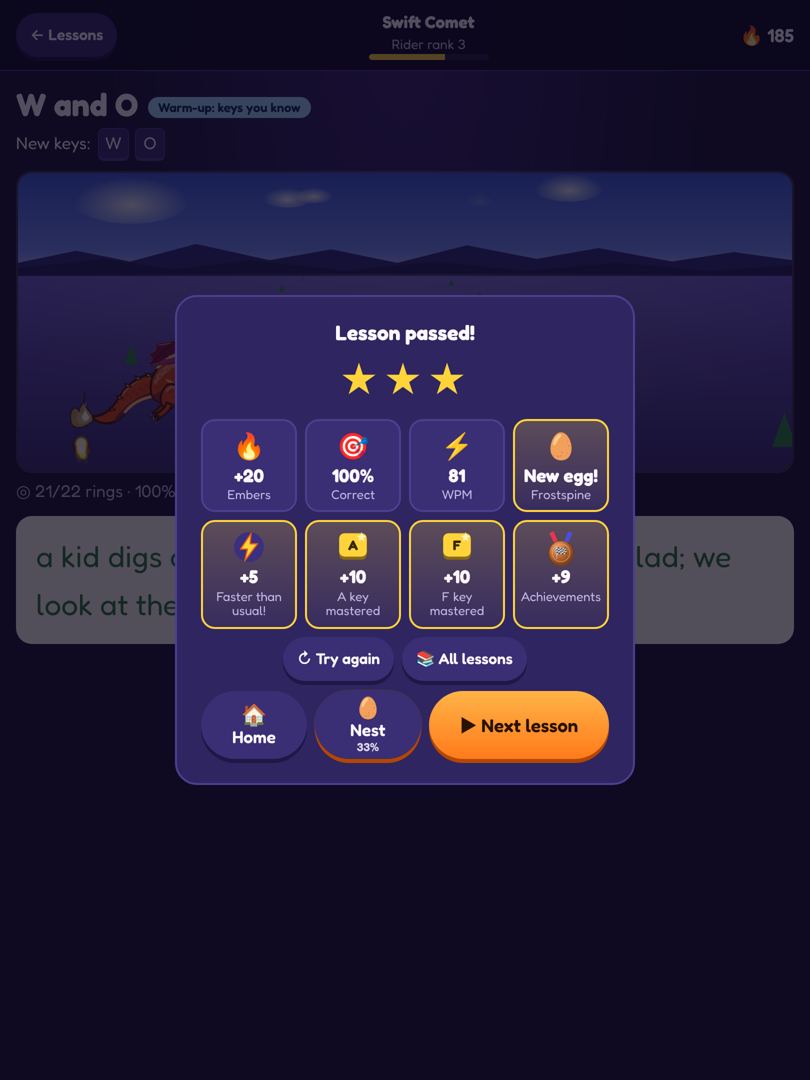 ← Lessons
Swift Comet
Rider rank 3
185
W and O
Warm-up: keys you know
New keys: W O
Lesson passed!
+20
Embers
100%
Correct
81
WPM
New egg!
Frostspine
+5
Faster than
usual!
A
+10
A key
mastered
F
+10
F key
mastered
+9
Achievements
21/22 rings · 100%
a kid digs
lad; we
look at the
Try again
All lessons
Home
Nest
33%
Next lesson